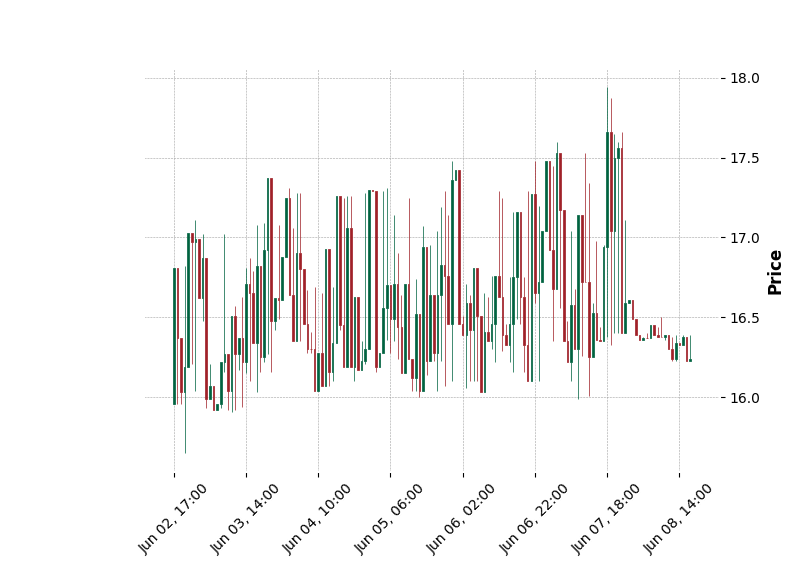 18.0
17.5
17.0
16.5
16.0
Price
Jun 02, 17:00
Jun 03, 14:00
Jun 04, 10:00
Jun 05, 06:00
Jun 06, 02:00
Jun 06, 22:00
Jun 07, 18:00
Jun 08, 14:00